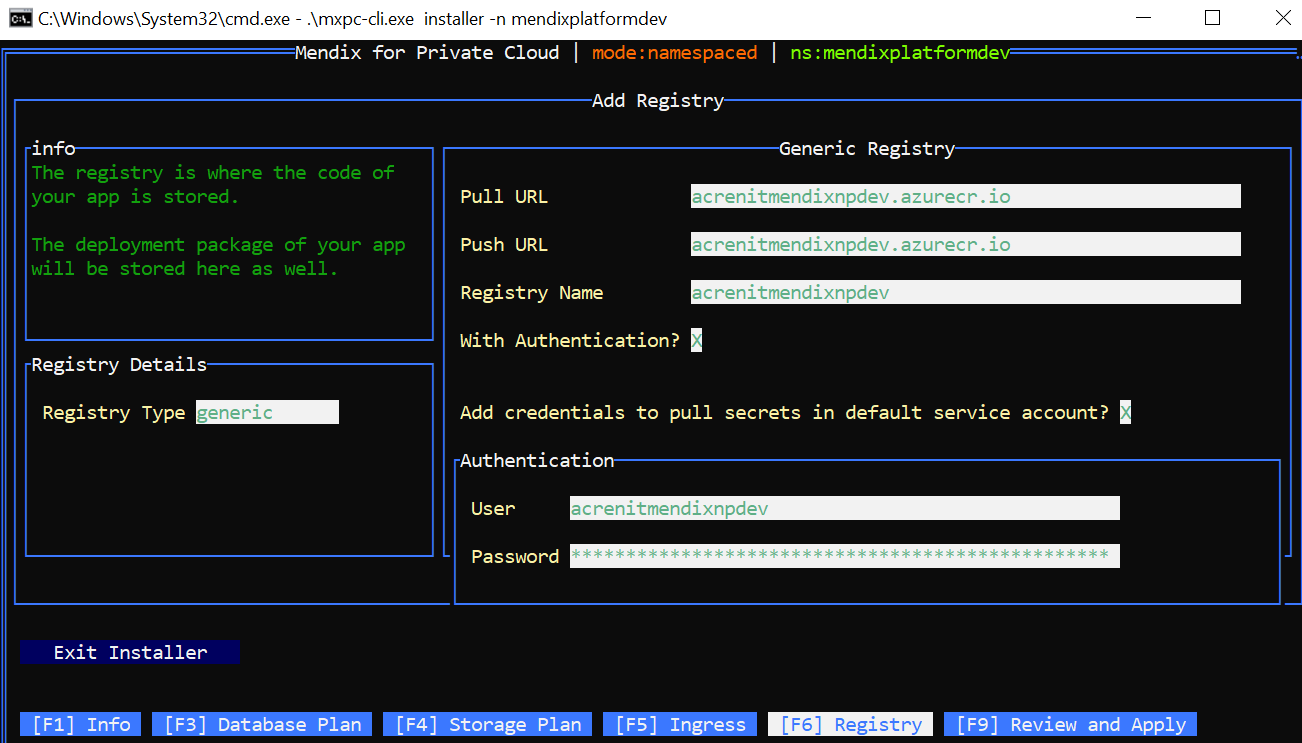 C:\Windows\System32\cmd.exe - .\mxpc-cli.exe  installer -n mendixplatformdev
Mendix for Private Cloud | mode:namespaced | ns:mendixplatformdev
Add Registry
info
The registry is where the code of
your app is stored.
The deployment package of your app
will be stored here as well.
Registry Details
Registry Type generic
Generic Registry
Pull URL acrenitmendixnpdev.azurecr.io
Push URL acrenitmendixnpdev.azurecr.io
Registry Name acrenitmendixnpdev
With Authentication? X
Add credentials to pull secrets in default service account? X
Authentication
User acrenitmendixnpdev
Password *************************************************
Exit Installer
[F1] Info [F3] Database Plan [F4] Storage Plan [F5] Ingress [F6] Registry [F9] Review and Apply